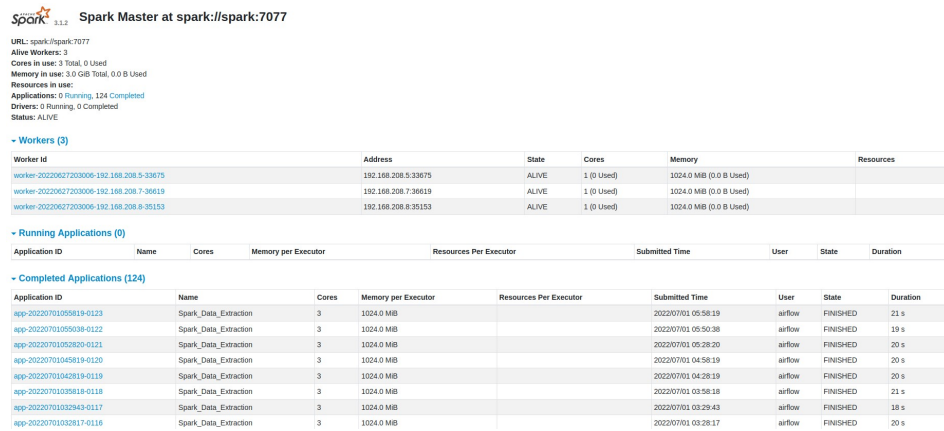 APACHE
Spark 3.1.2 Spark Master at spark://spark:7077
URL: spark://spark:7077
Alive Workers: 3
Cores in use: 3 Total, 0 Used
Memory in use: 3.0 GiB Total, 0.0 B Used
Resources in use:
Applications: 0 Running, 124 Completed
Drivers: 0 Running, 0 Completed
Status: ALIVE
Workers (3)
Worker Id Address State Cores Memory Resources
worker-20220627203006-192.168.208.5-33675 192.168.208.5:33675 ALIVE 1 (0 Used) 1024.0 MiB (0.0 B Used)
worker-20220627203006-192.168.208.7-36619 192.168.208.7:36619 ALIVE 1 (0 Used) 1024.0 MiB (0.0 B Used)
worker-20220627203006-192.168.208.8-35153 192.168.208.8:35153 ALIVE 1 (0 Used) 1024.0 MiB (0.0 B Used)
Running Applications (0)
Application ID Name Cores Memory per Executor Resources Per Executor Submitted Time User State Duration
Completed Applications (124)
Application ID Name Cores Memory per Executor Resources Per Executor Submitted Time User State Duration
app-20220701055819-0123 Spark_Data_Extraction 3 1024.0 MiB 2022/07/01 05:58:19 airflow FINISHED 21 s
app-20220701055038-0122 Spark_Data_Extraction 3 1024.0 MiB 2022/07/01 05:50:38 airflow FINISHED 19 s
app-20220701052820-0121 Spark_Data_Extraction 3 1024.0 MiB 2022/07/01 05:28:20 airflow FINISHED 20 s
app-20220701045819-0120 Spark_Data_Extraction 3 1024.0 MiB 2022/07/01 04:58:19 airflow FINISHED 20 s
app-20220701042819-0119 Spark_Data_Extraction 3 1024.0 MiB 2022/07/01 04:28:19 airflow FINISHED 20 s
app-20220701035818-0118 Spark_Data_Extraction 3 1024.0 MiB 2022/07/01 03:58:18 airflow FINISHED 21 s
app-20220701032943-0117 Spark_Data_Extraction 3 1024.0 MiB 2022/07/01 03:29:43 airflow FINISHED 18 s
app-20220701032817-0116 Spark_Data_Extraction 3 1024.0 MiB 2022/07/01 03:28:17 airflow FINISHED 20 s